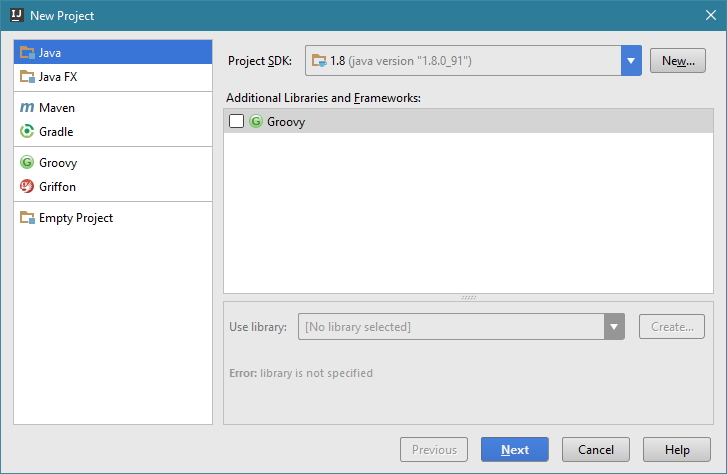 New Project
Java
Java FX
Maven
Gradle
Groovy
Griffon
Empty Project
Project SDK: 1.8 (java version "1.8.0_91") New...
Additional Libraries and Frameworks:
Groovy
Use library: [No library selected] Create...
Error: library is not specified
Previous Next Cancel Help